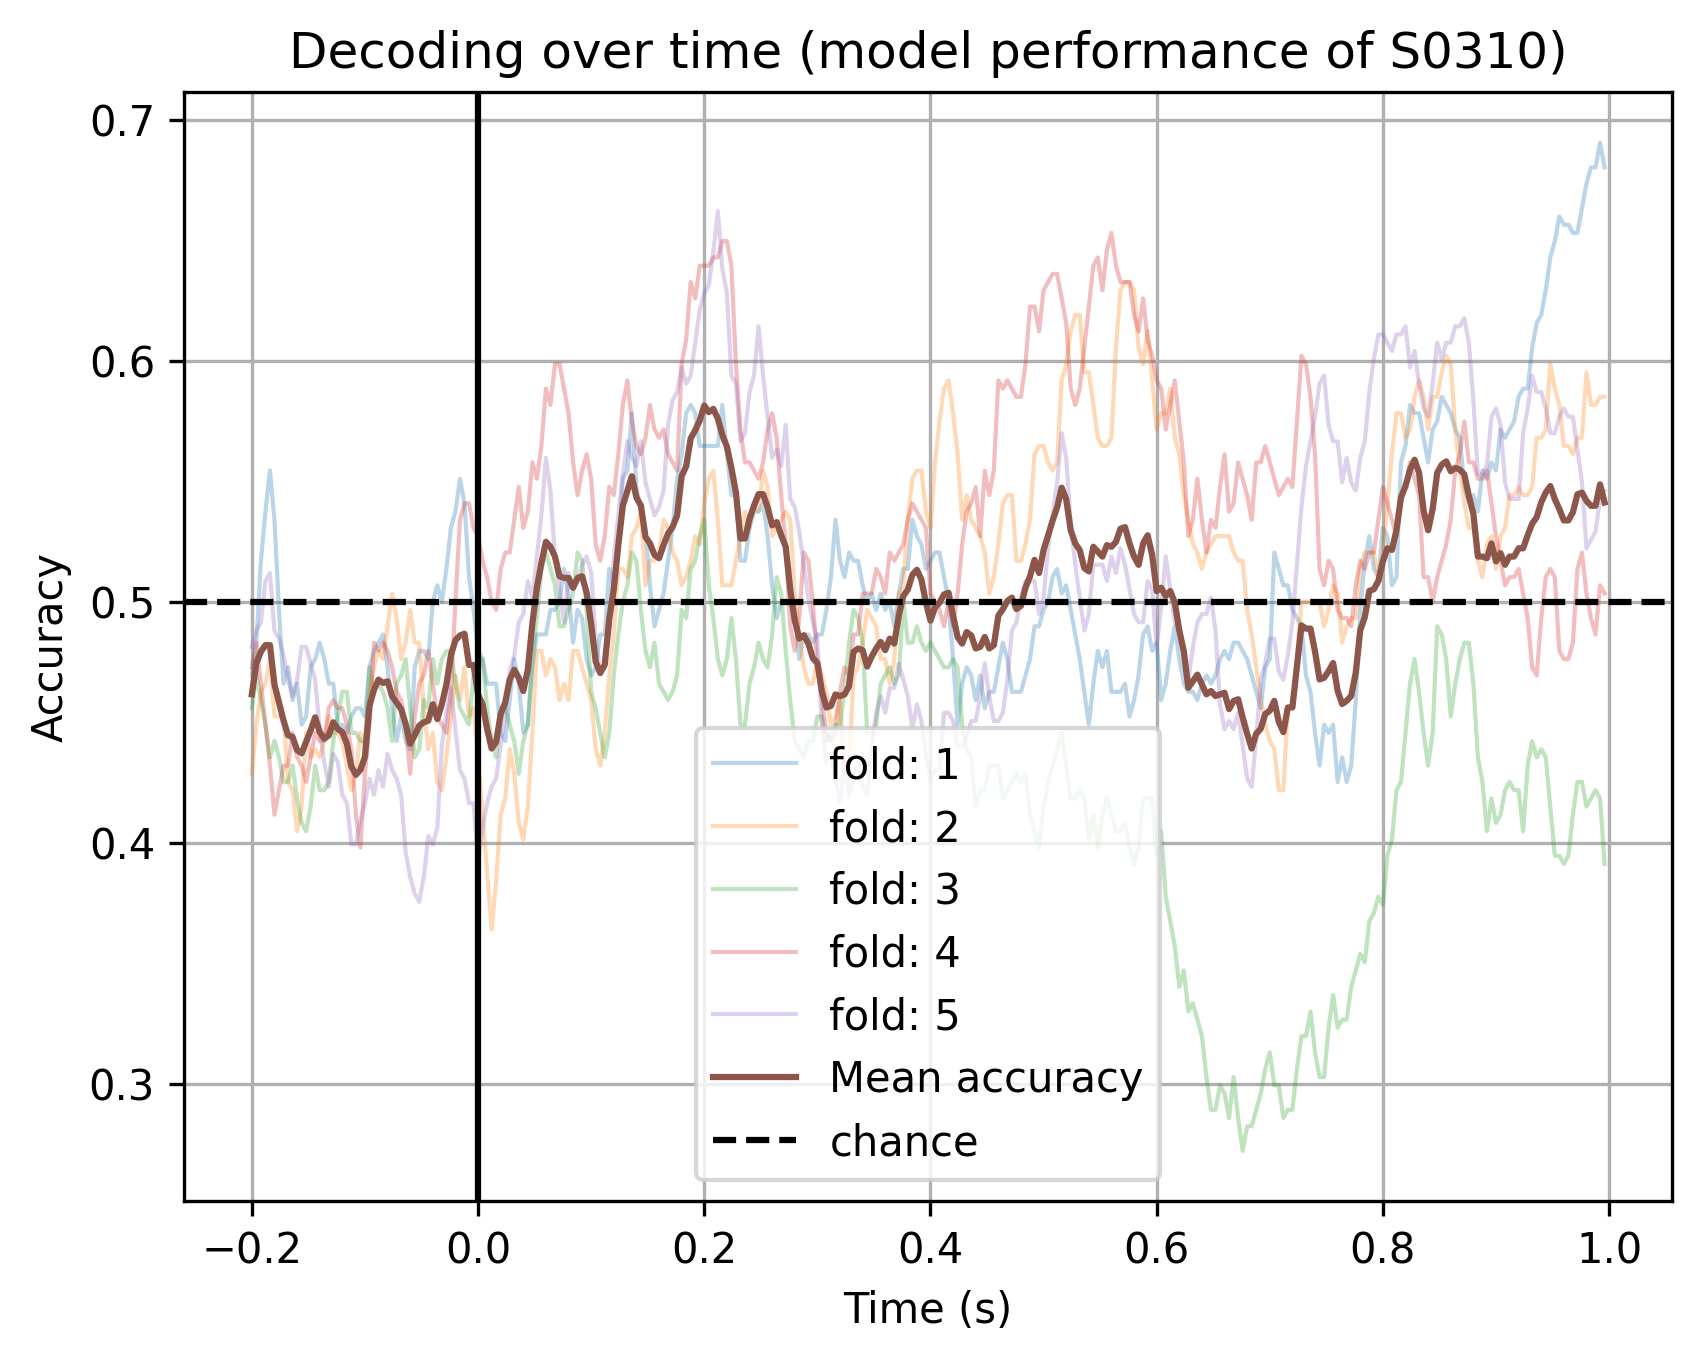 Decoding over time (model performance of S0310)
0.7
0.6
0.5
0.4
0.3
Accuracy
fold: 1
fold: 2
fold: 3
fold: 4
fold: 5
Mean accuracy
chance
−0.2 0.0 0.2 0.4 0.6 0.8 1.0
Time (s)